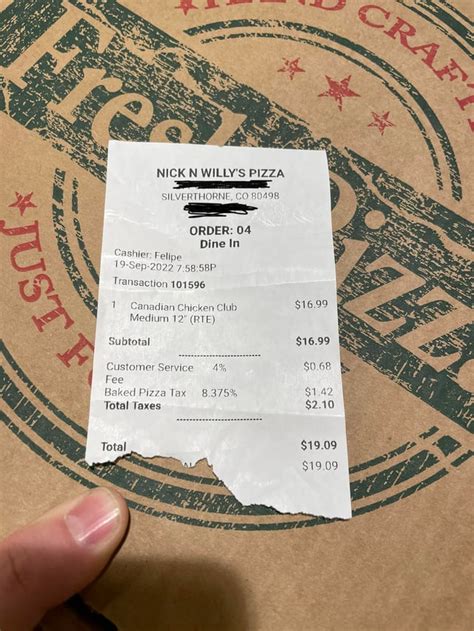 HAND CRAFT
Fresh Pizza
JUST FO
NICK N WILLY'S PIZZA
SILVERTHORNE, CO 80498
ORDER: 04
Dine In
Cashier: Felipe
19-Sep-2022 7:58:58P
Transaction 101596
1 Canadian Chicken Club $16.99
Medium 12" (RTE)
Subtotal $16.99
Customer Service 4% $0.68
Fee
Baked Pizza Tax 8.375% $1.42
Total Taxes $2.10
Total $19.09
$19.09